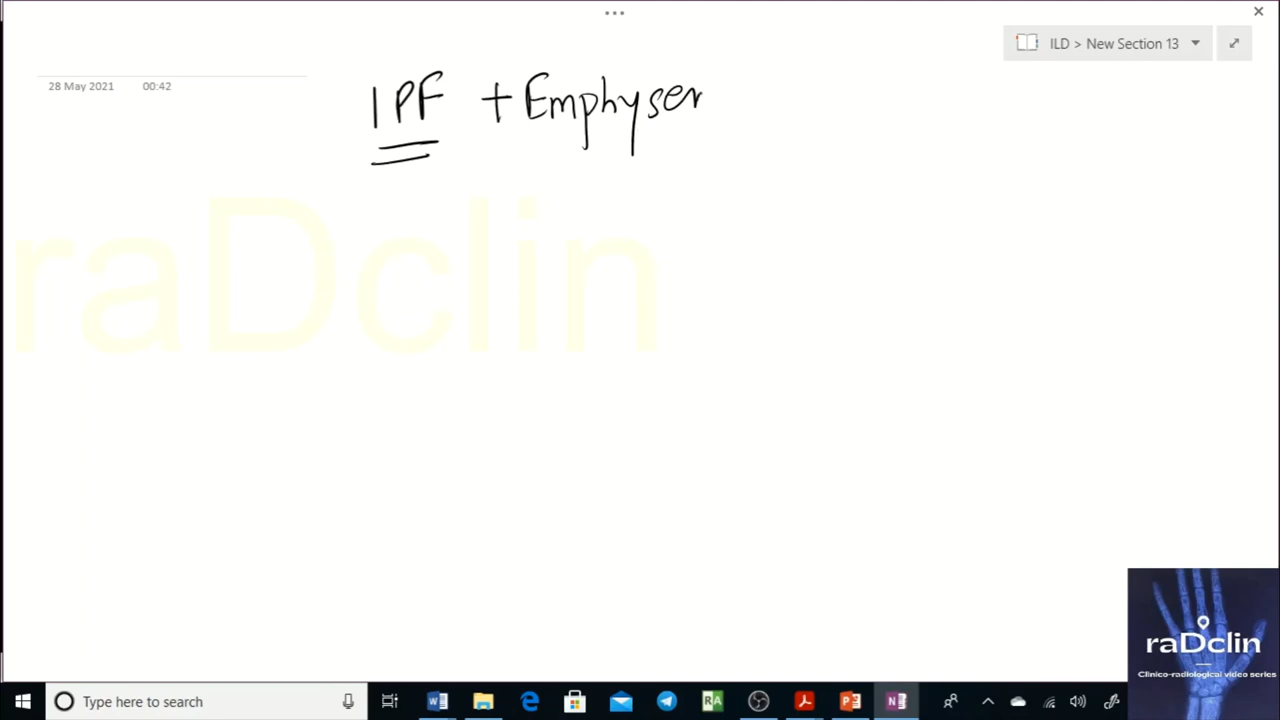 ILD > New Section 13
28 May 2021 00:42
IPF + Emphyser
raDclin
raDclin
Clinico-radiological video series
Type here to search